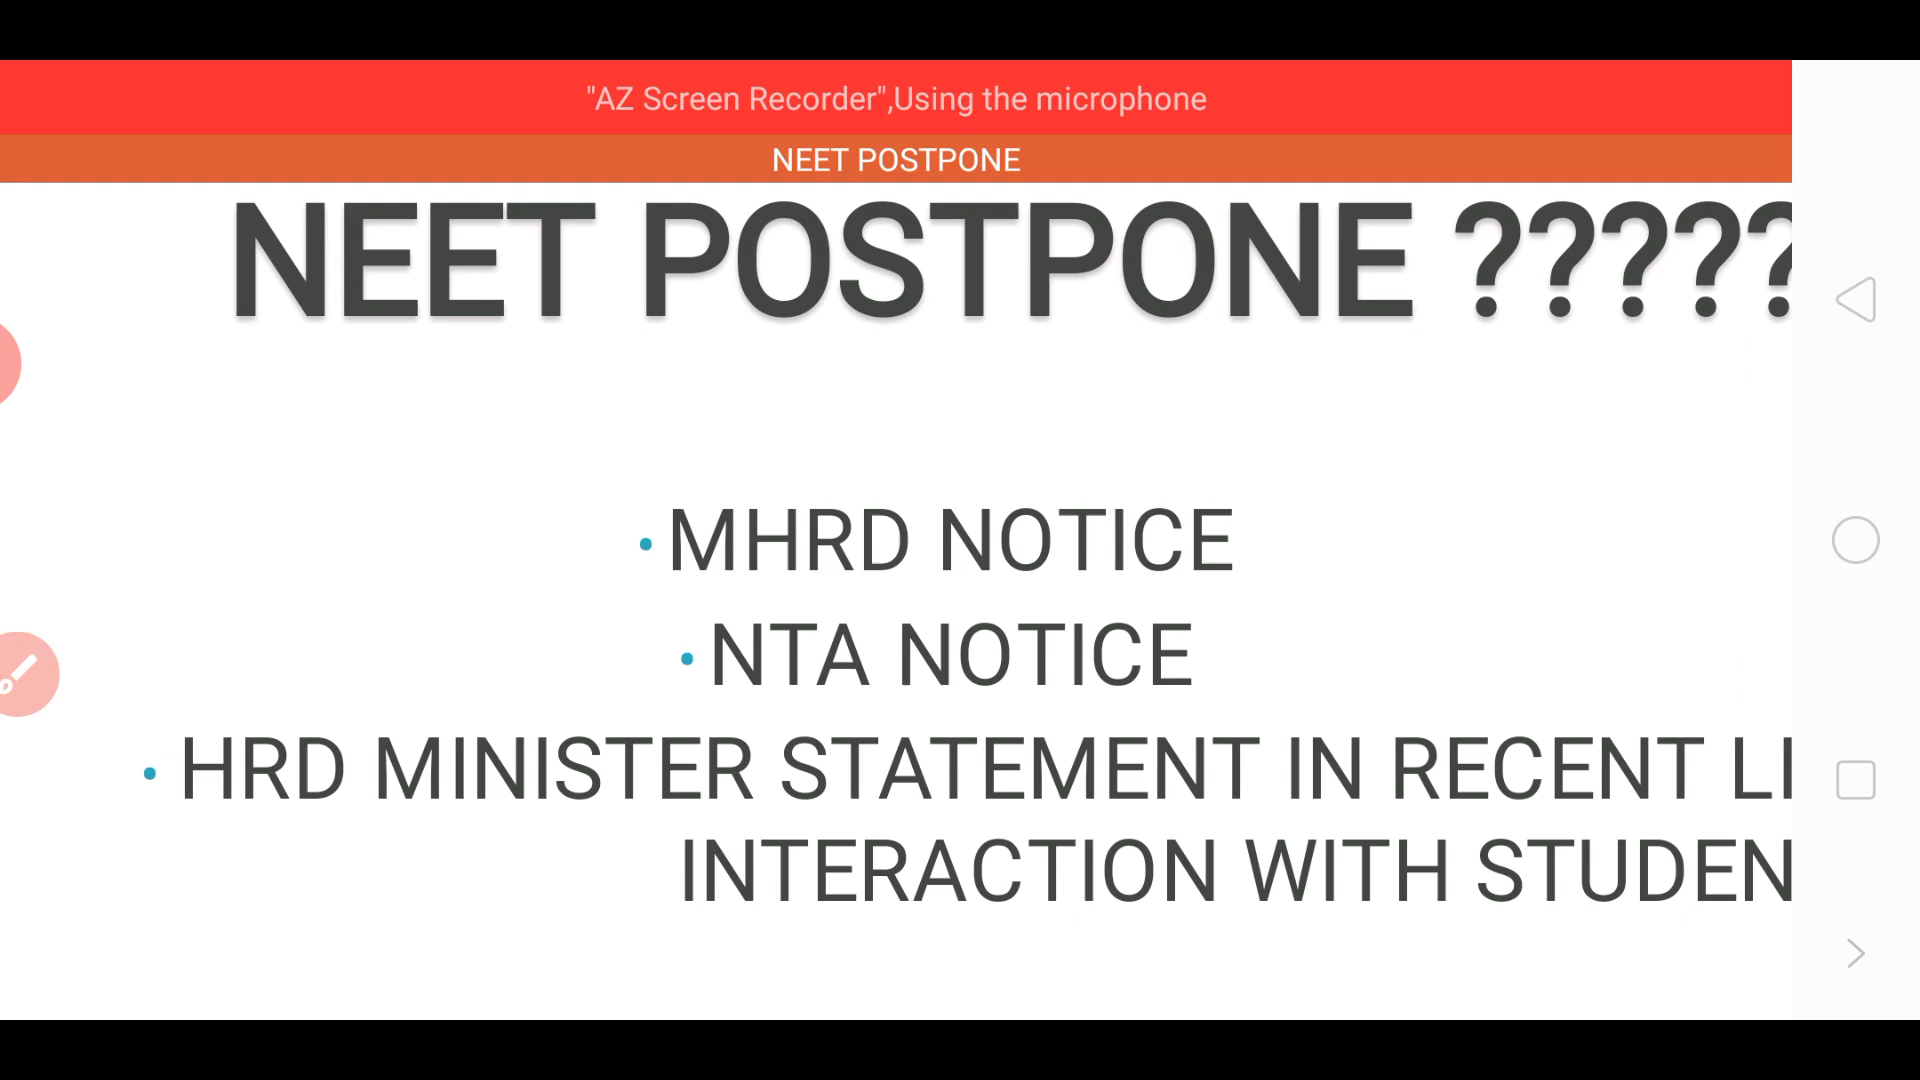 "AZ Screen Recorder",Using the microphone
NEET POSTPONE
NEET POSTPONE ?????
• MHRD NOTICE
• NTA NOTICE
• HRD MINISTER STATEMENT IN RECENT LI
INTERACTION WITH STUDEN